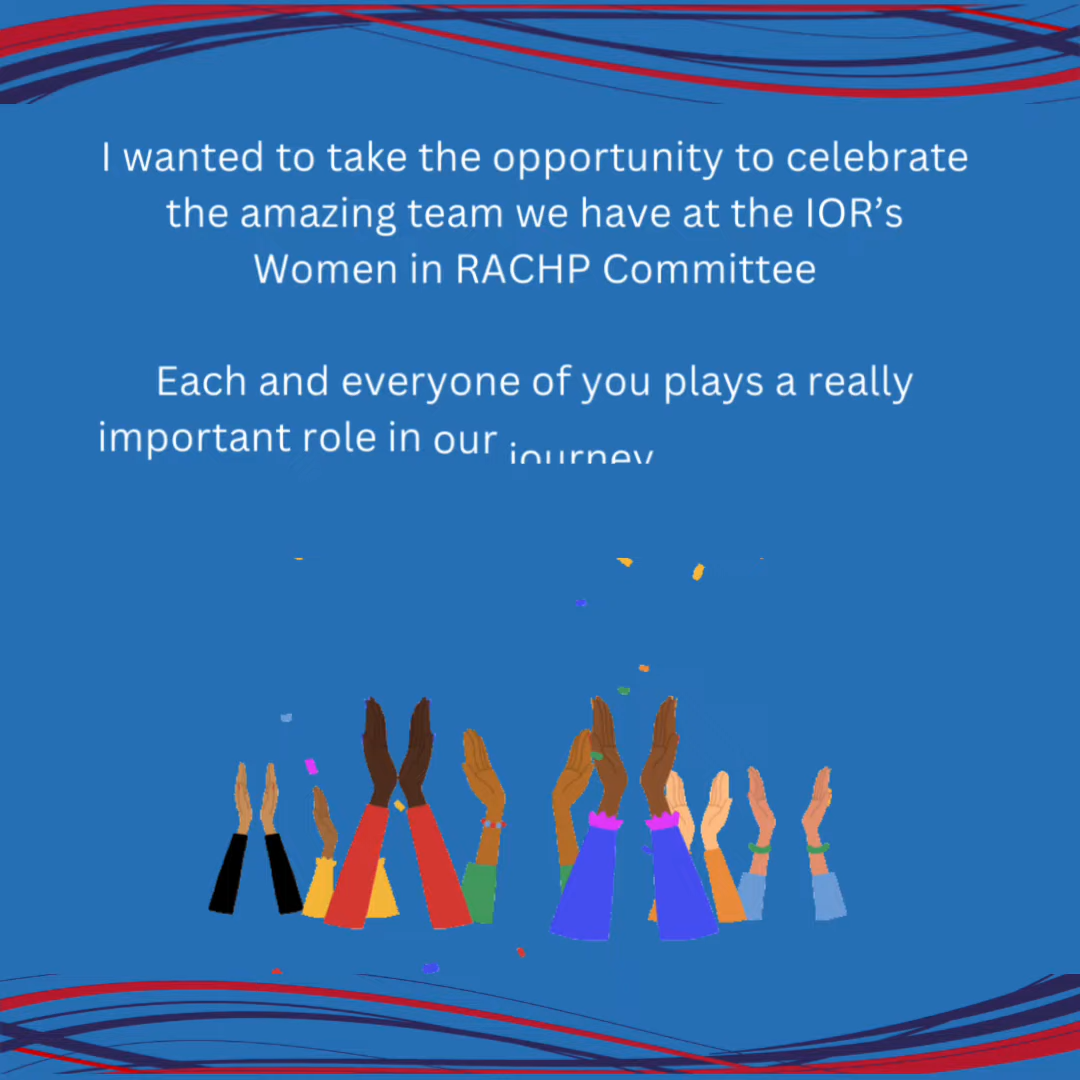 I wanted to take the opportunity to celebrate
the amazing team we have at the IOR’s
Women in RACHP Committee
Each and everyone of you plays a really
important role in our journey